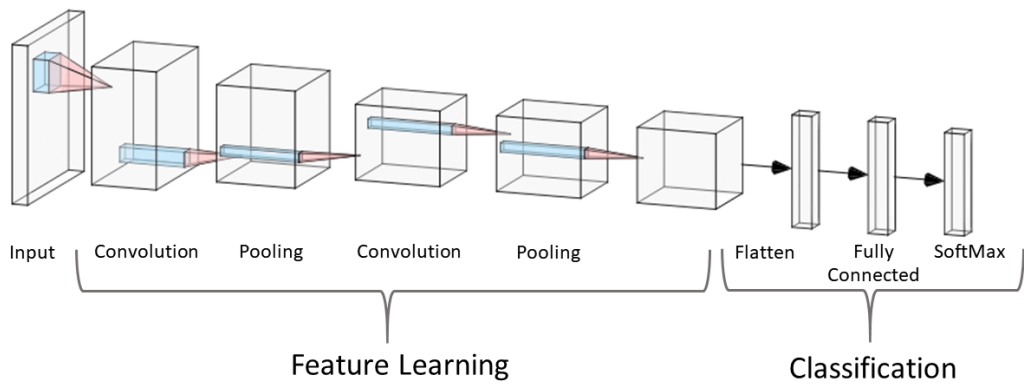 Input
Convolution
Pooling
Convolution
Pooling
Flatten
Fully
Connected
SoftMax
Feature Learning
Classification